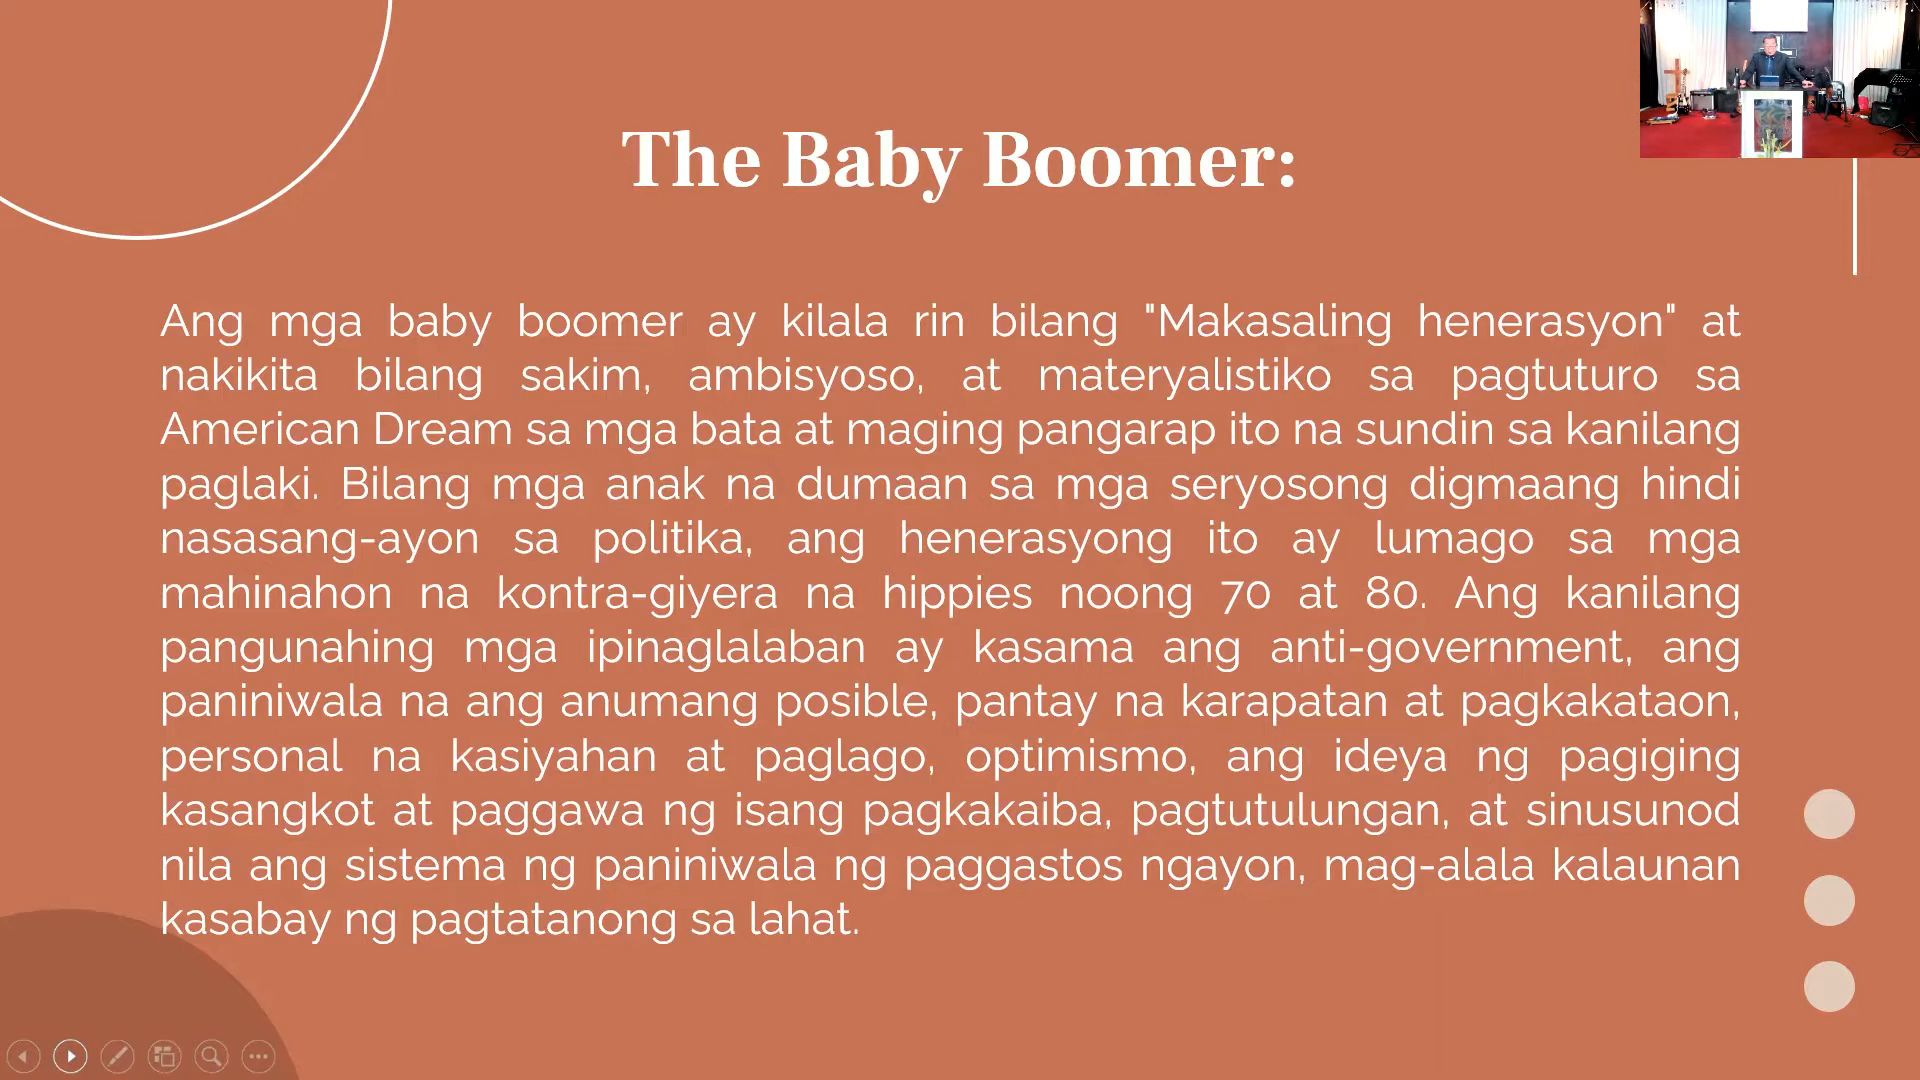 The Baby Boomer:
Ang mga baby boomer ay kilala rin bilang "Makasaling henerasyon" at
nakikita bilang sakim, ambisyoso, at materyalistiko sa pagtuturo sa
American Dream sa mga bata at maging pangarap ito na sundin sa kanilang
paglaki. Bilang mga anak na dumaan sa mga seryosong digmaang hindi
nasasang-ayon sa politika, ang henerasyong ito ay lumago sa mga
mahinahon na kontra-giyera na hippies noong 70 at 80. Ang kanilang
pangunahing mga ipinaglalaban ay kasama ang anti-government, ang
paniniwala na ang anumang posible, pantay na karapatan at pagkakataon,
personal na kasiyahan at paglago, optimismo, ang ideya ng pagiging
kasangkot at paggawa ng isang pagkakaiba, pagtutulungan, at sinusunod
nila ang sistema ng paniniwala ng paggastos ngayon, mag-alala kalaunan
kasabay ng pagtatanong sa lahat.